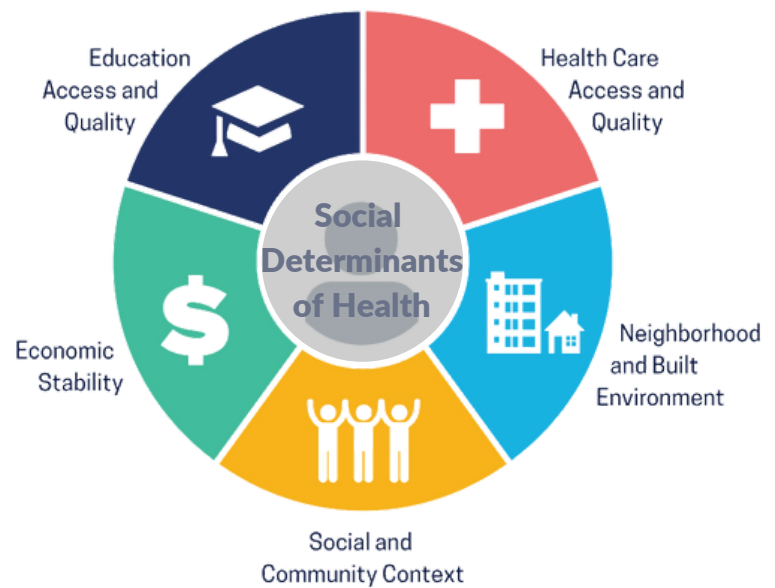 Education
Access and
Quality
Health Care
Access and
Quality
Social
Determinants
of Health
Economic
Stability
Neighborhood
and Built
Environment
Social and
Community Context